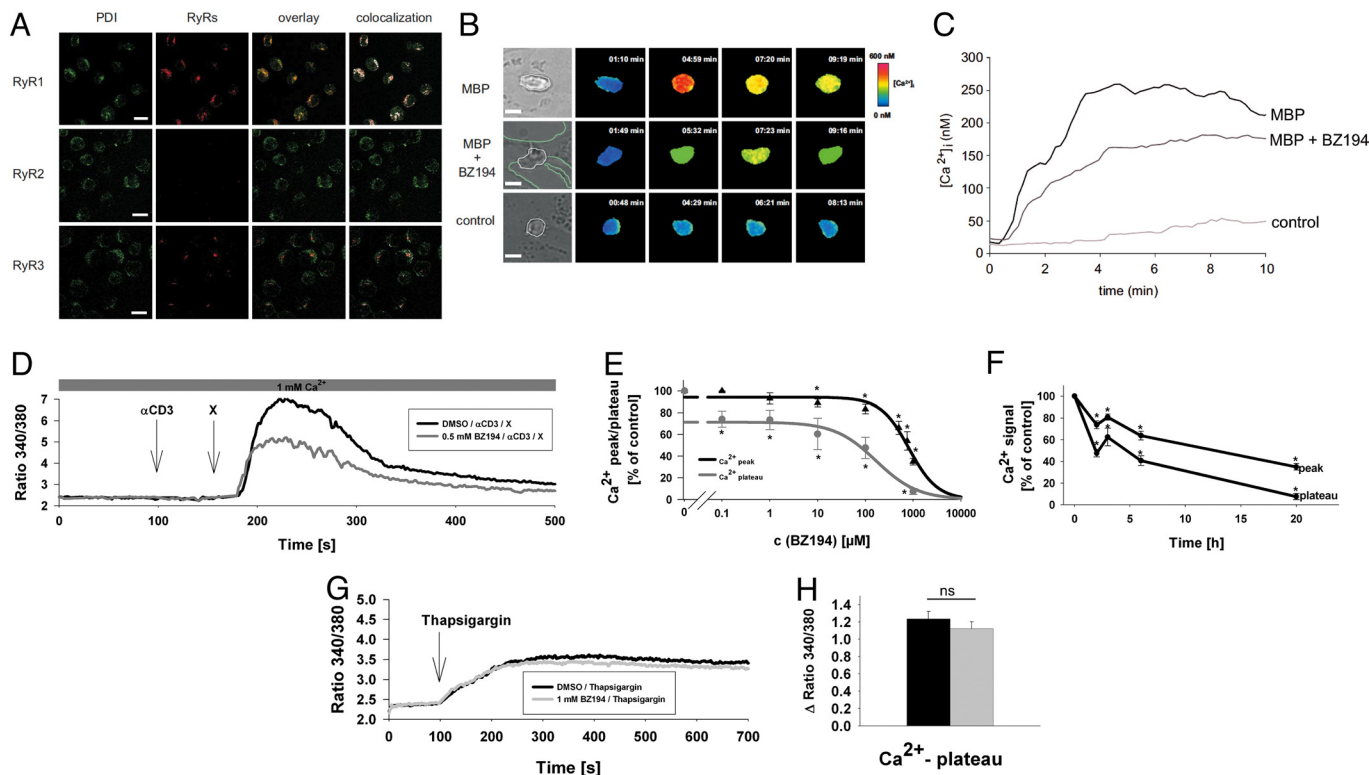 A
PDI RyRs overlay colocalization
RyR1
RyR2
RyR3
B
MBP
01:10 min 04:59 min 07:20 min 09:19 min
MBP
+
BZ194
01:49 min 05:32 min 07:23 min 09:16 min
control
00:48 min 04:29 min 06:21 min 08:13 min
600 nM
[Ca²⁺]i
0 nM
C
[Ca²⁺]i (nM)
300
250
200
150
100
50
0
0 2 4 6 8 10
time (min)
MBP
MBP + BZ194
control
D
1 mM Ca²⁺
Ratio 340/380
7
6
5
4
3
2
αCD3 X
DMSO / αCD3 / X
0.5 mM BZ194 / αCD3 / X
0 100 200 300 400 500
Time [s]
E
Ca²⁺ peak/plateau
[% of control]
100
80
60
40
20
0
* * * * *
* * * * *
Ca²⁺ peak
Ca²⁺ plateau
0 0.1 1 10 100 1000 10000
c (BZ194) [µM]
F
Ca²⁺ signal
[% of control]
100
80
60
40
20
0
* * * *
* * * *
peak
plateau
0 5 10 15 20
Time [h]
G
Ratio 340/380
5.0
4.5
4.0
3.5
3.0
2.5
2.0
Thapsigargin
DMSO / Thapsigargin
1 mM BZ194 / Thapsigargin
0 100 200 300 400 500 600 700
Time [s]
H
ns
Δ Ratio 340/380
1.4
1.2
1.0
0.8
0.6
0.4
0.2
0.0
Ca²⁺- plateau